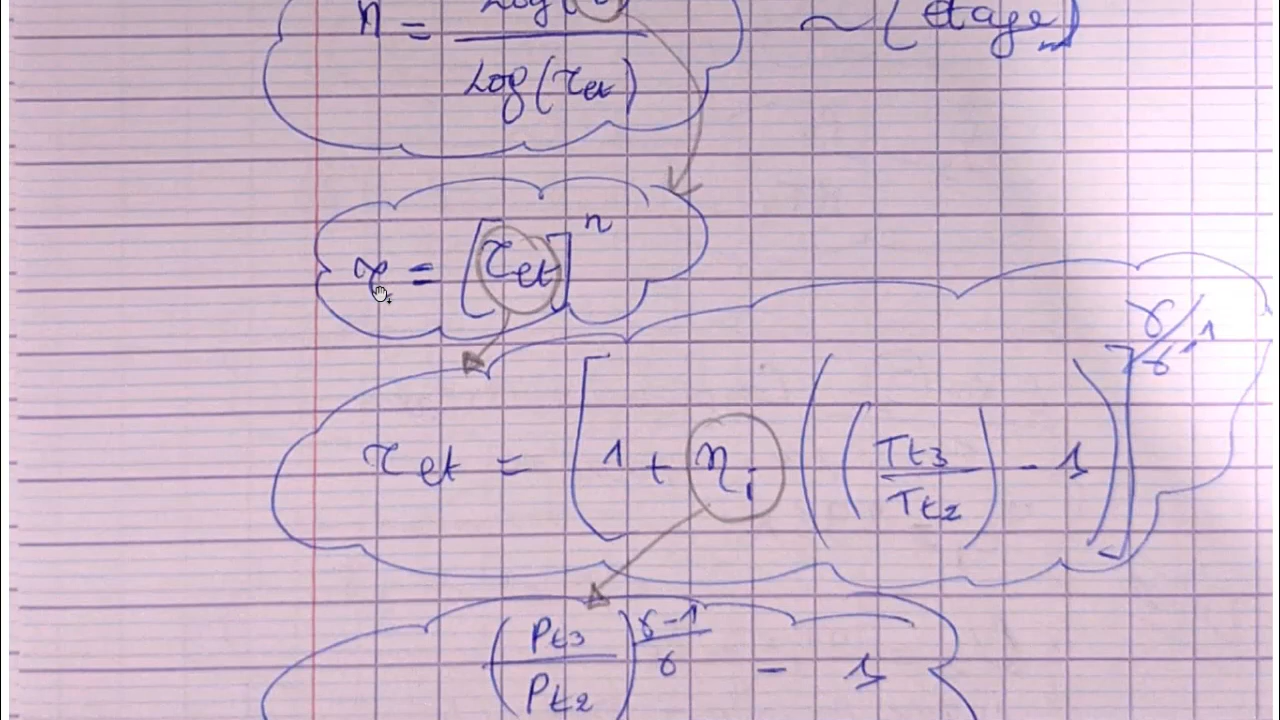 n = Log(
Log(τet) ~ (étage)
τ = [τet]^n
τet = [1 + ηi ((Tt3/Tt2) - 1)]^γ/γ-1
(Pt3/Pt2)^γ-1/γ - 1